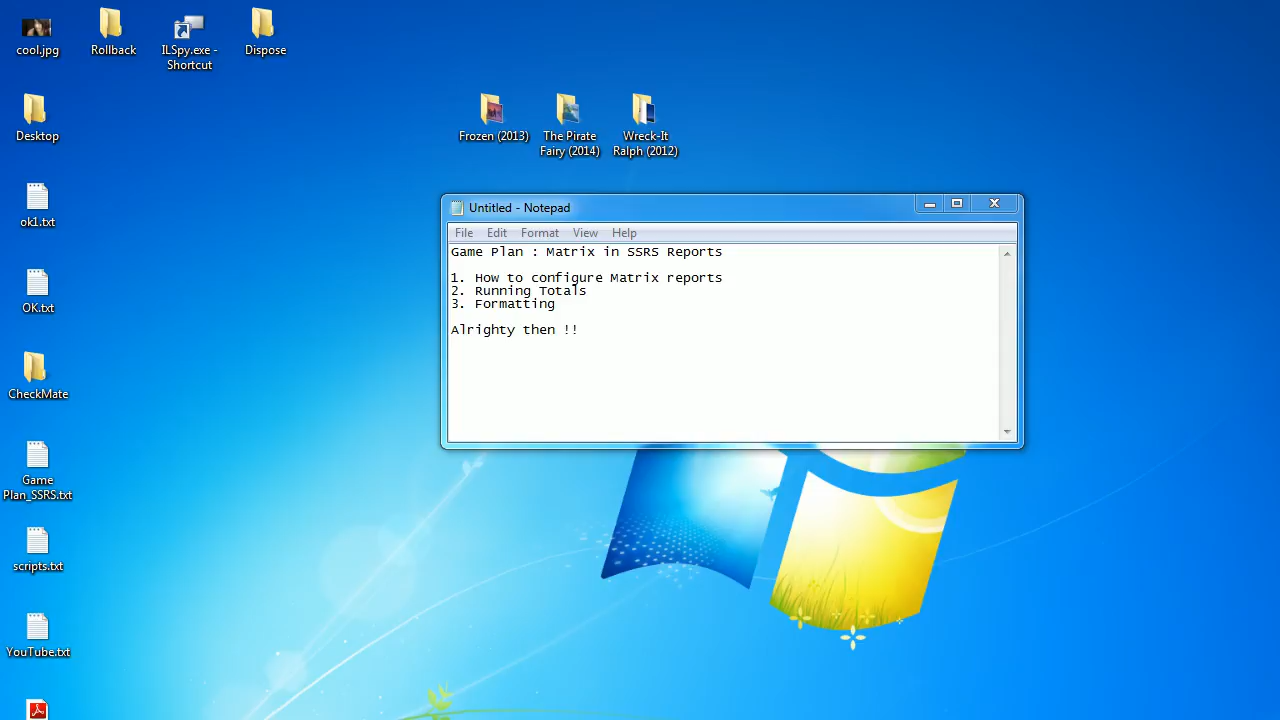 cool.jpg
Rollback
ILSpy.exe -
Shortcut
Dispose
Desktop
Frozen (2013)
The Pirate
Fairy (2014)
Wreck-It
Ralph (2012)
ok1.txt
OK.txt
CheckMate
Game
Plan_SSRS.txt
scripts.txt
YouTube.txt
Untitled - Notepad
File Edit Format View Help
Game Plan : Matrix in SSRS Reports
1. How to configure Matrix reports
2. Running Totals
3. Formatting
Alrighty then !!